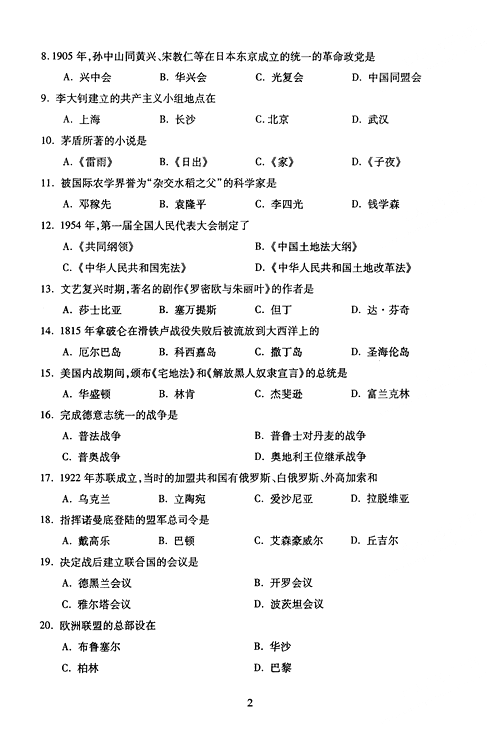 8. 1905 年,孙中山同黄兴、宋教仁等在日本东京成立的统一的革命政党是
A. 兴中会 B. 华兴会 C. 光复会 D. 中国同盟会
9. 李大钊建立的共产主义小组地点在
A. 上海 B. 长沙 C. 北京 D. 武汉
10. 茅盾所著的小说是
A.《雷雨》 B.《日出》 C.《家》 D.《子夜》
11. 被国际农学界誉为“杂交水稻之父”的科学家是
A. 邓稼先 B. 袁隆平 C. 李四光 D. 钱学森
12. 1954 年,第一届全国人民代表大会制定了
A.《共同纲领》 B.《中国土地法大纲》
C.《中华人民共和国宪法》 D.《中华人民共和国土地改革法》
13. 文艺复兴时期,著名的剧作《罗密欧与朱丽叶》的作者是
A. 莎士比亚 B. 塞万提斯 C. 但丁 D. 达·芬奇
14. 1815 年拿破仑在滑铁卢战役失败后被流放到大西洋上的
A. 厄尔巴岛 B. 科西嘉岛 C. 撒丁岛 D. 圣海伦岛
15. 美国内战期间,颁布《宅地法》和《解放黑人奴隶宣言》的总统是
A. 华盛顿 B. 林肯 C. 杰斐逊 D. 富兰克林
16. 完成德意志统一的战争是
A. 普法战争 B. 普鲁士对丹麦的战争
C. 普奥战争 D. 奥地利王位继承战争
17. 1922 年苏联成立,当时的加盟共和国有俄罗斯、白俄罗斯、外高加索和
A. 乌克兰 B. 立陶宛 C. 爱沙尼亚 D. 拉脱维亚
18. 指挥诺曼底登陆的盟军总司令是
A. 戴高乐 B. 巴顿 C. 艾森豪威尔 D. 丘吉尔
19. 决定战后建立联合国的会议是
A. 德黑兰会议 B. 开罗会议
C. 雅尔塔会议 D. 波茨坦会议
20. 欧洲联盟的总部设在
A. 布鲁塞尔 B. 华沙
C. 柏林 D. 巴黎
2